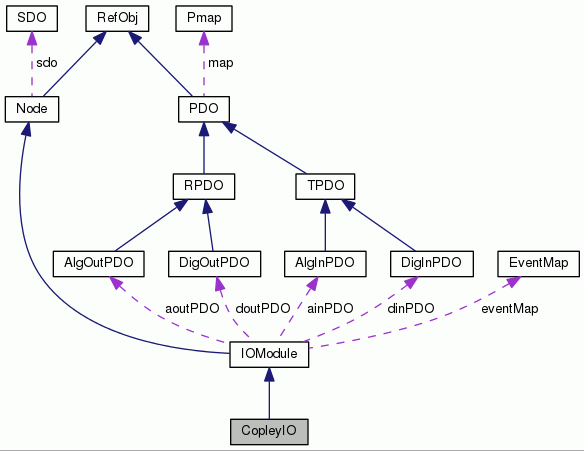 SDO
RefObj
Pmap
sdo
map
Node
PDO
RPDO
TPDO
AlgOutPDO
DigOutPDO
AlgInPDO
DigInPDO
EventMap
aoutPDO
doutPDO
ainPDO
dinPDO
eventMap
IOModule
CopleyIO